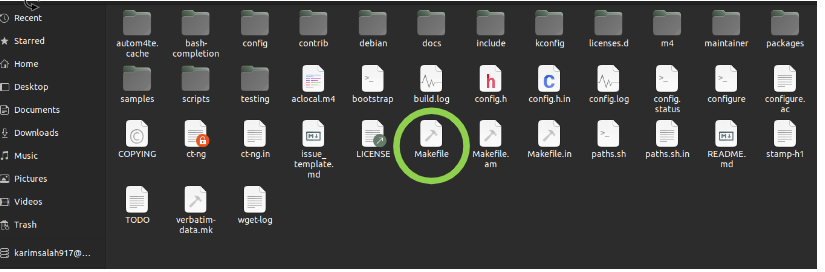 Recent
Starred
Home
Desktop
Documents
Downloads
Music
Pictures
Videos
Trash
karimsalah917@...
autom4te.
cache
bash-
completion
config
contrib
debian
docs
include
kconfig
licenses.d
m4
maintainer
packages
samples
scripts
testing
aclocal.m4
bootstrap
build.log
config.h
config.h.in
config.log
config.
status
configure
configure.
ac
COPYING
ct-ng
ct-ng.in
issue_
template.
md
LICENSE
Makefile
Makefile.
am
Makefile.in
paths.sh
paths.sh.in
README.
md
stamp-h1
TODO
verbatim-
data.mk
wget-log